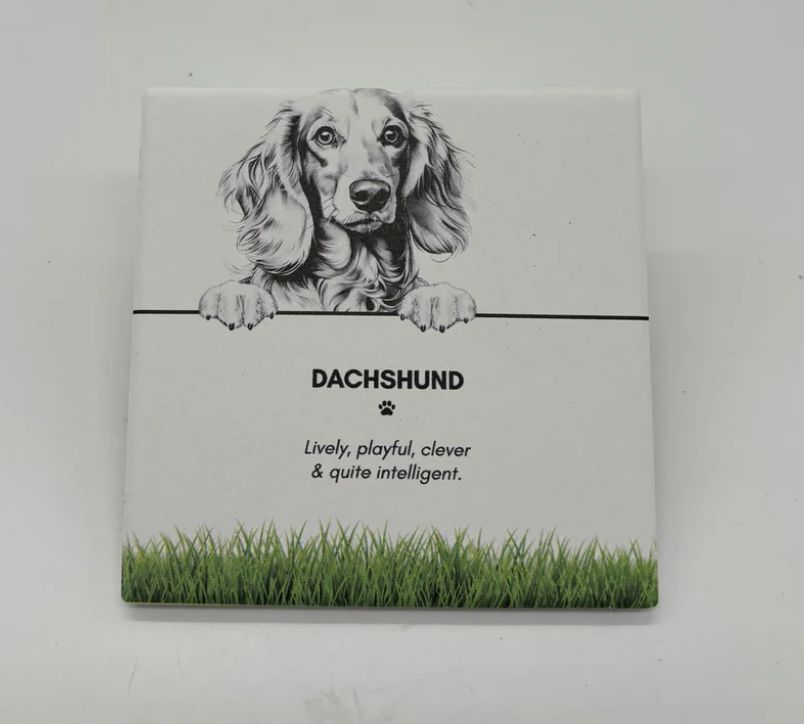 DACHSHUND
Lively, playful, clever
& quite intelligent.